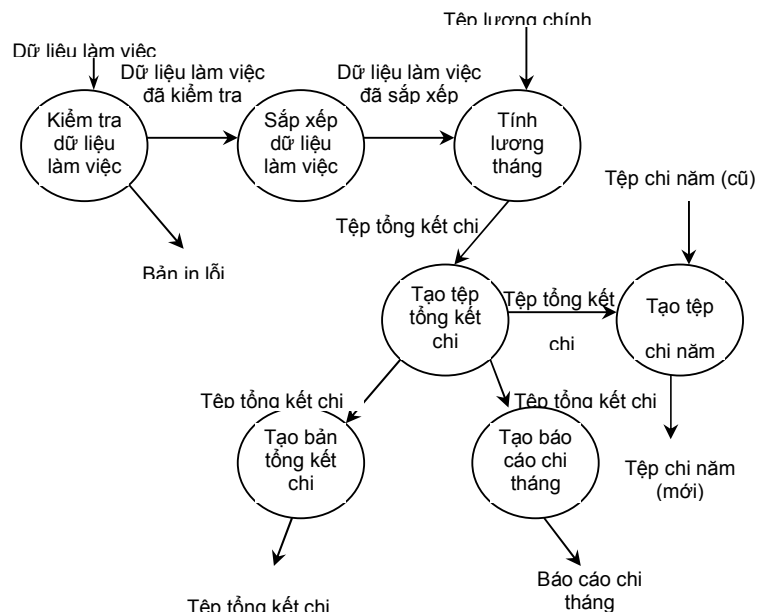 Tệp lương chính
Dữ liệu làm việc
Dữ liệu làm việc
đã kiểm tra
Dữ liệu làm việc
đã sắp xếp
Kiểm tra
dữ liệu
làm việc
Sắp xếp
dữ liệu
làm việc
Tính
lương
tháng
Tệp chi năm (cũ)
Tệp tổng kết chi
Bản in lỗi
Tạo tệp
tổng kết
chi
Tệp tổng kết
chi
Tạo tệp
chi năm
Tệp tổng kết chi
Tệp tổng kết chi
Tạo bản
tổng kết
chi
Tạo báo
cáo chi
tháng
Tệp chi năm
(mới)
Tệp tổng kết chi
Báo cáo chi
tháng